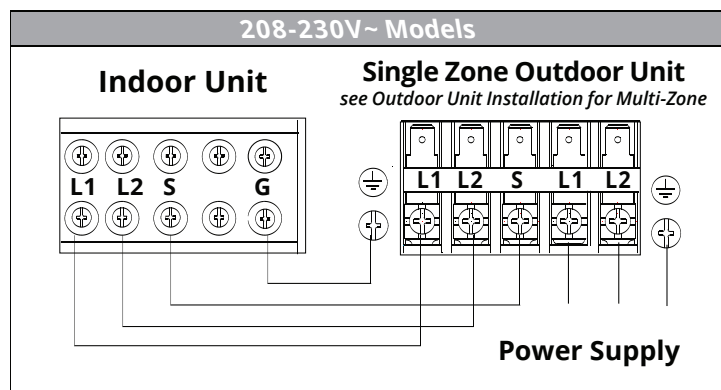 208-230V~ Models
Indoor Unit
Single Zone Outdoor Unit
see Outdoor Unit Installation for Multi-Zone
L1 L2 S G
L1 L2 S L1 L2
Power Supply